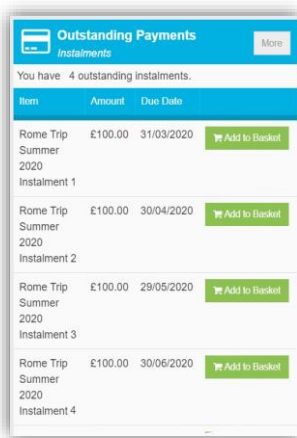 Outstanding Payments
Instalments
More
You have 4 outstanding instalments.
Item Amount Due Date
Rome Trip £100.00 31/03/2020 Add to Basket
Summer
2020
Instalment 1
Rome Trip £100.00 30/04/2020 Add to Basket
Summer
2020
Instalment 2
Rome Trip £100.00 29/05/2020 Add to Basket
Summer
2020
Instalment 3
Rome Trip £100.00 30/06/2020 Add to Basket
Summer
2020
Instalment 4